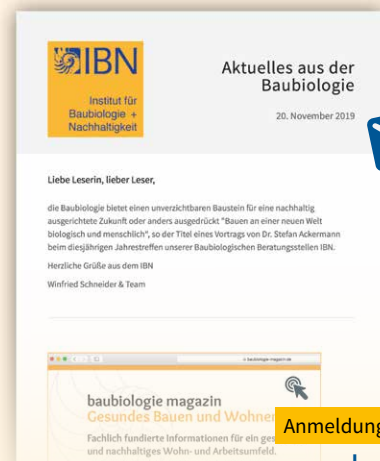 IBN
Institut für
Baubiologie +
Nachhaltigkeit
Aktuelles aus der
Baubiologie
20. November 2019
Liebe Leserin, lieber Leser,
die Baubiologie bietet einen unverzichtbaren Baustein für eine nachhaltig
ausgerichtete Zukunft oder anders ausgedrückt "Bauen an einer neuen Welt
biologisch und menschlich", so der Titel eines Vortrags von Dr. Stefan Ackermann
beim diesjährigen Jahrestreffen unserer Baubiologischen Beratungsstellen IBN.
Herzliche Grüße aus dem IBN
Winfried Schneider & Team
baubiologie magazin
Gesundes Bauen und Wohnen
Anmeldung
Fachlich fundierte Informationen für ein ges
und nachhaltiges Wohn- und Arbeitsumfeld.